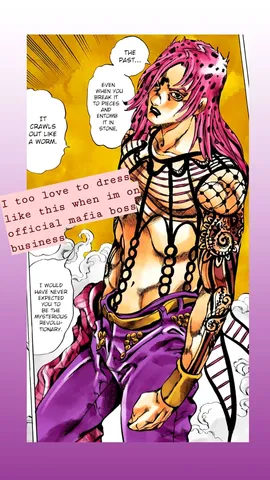 THE
PAST...
EVEN
WHEN YOU
BREAK IT
TO PIECES
AND
ENTOMB
IT IN
STONE,
IT
CRAWLS
OUT LIKE
A WORM.
I too love to dress
like this when im on
official mafia boss
business
I WOULD
HAVE NEVER
EXPECTED
YOU TO
BE THE
MYSTERIOUS
REVOLU-
TIONARY.